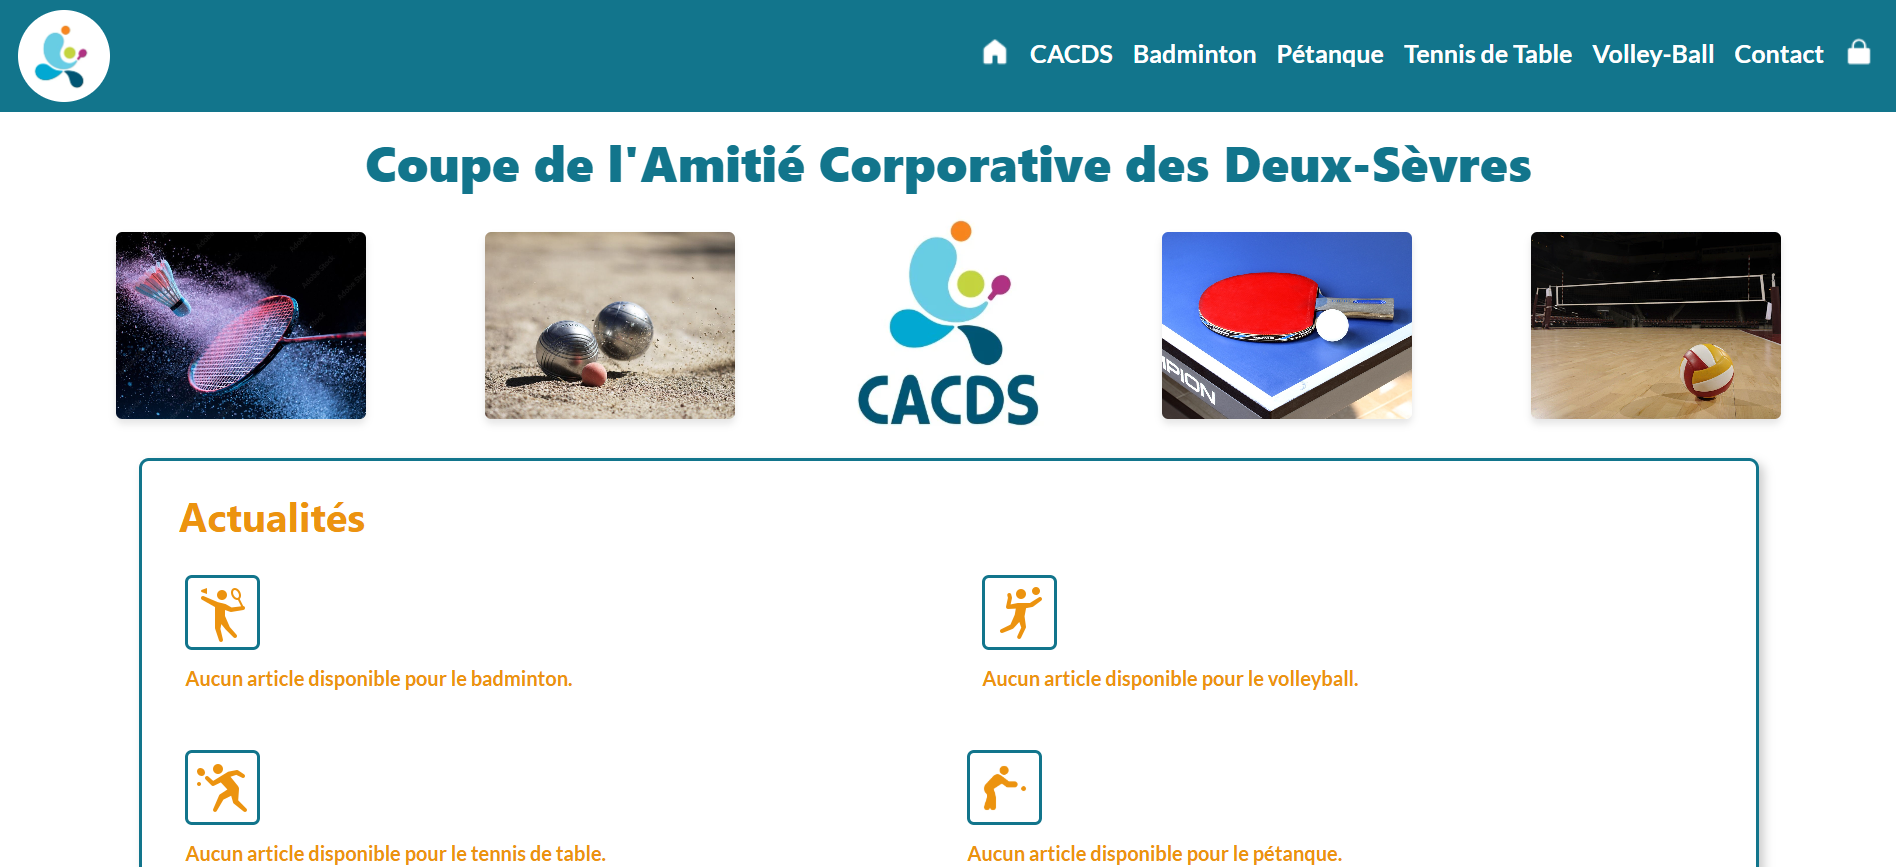 CACDS Badminton Pétanque Tennis de Table Volley-Ball Contact
Coupe de l'Amitié Corporative des Deux-Sèvres
CACDS
Actualités
Aucun article disponible pour le badminton.
Aucun article disponible pour le volleyball.
Aucun article disponible pour le tennis de table.
Aucun article disponible pour le pétanque.